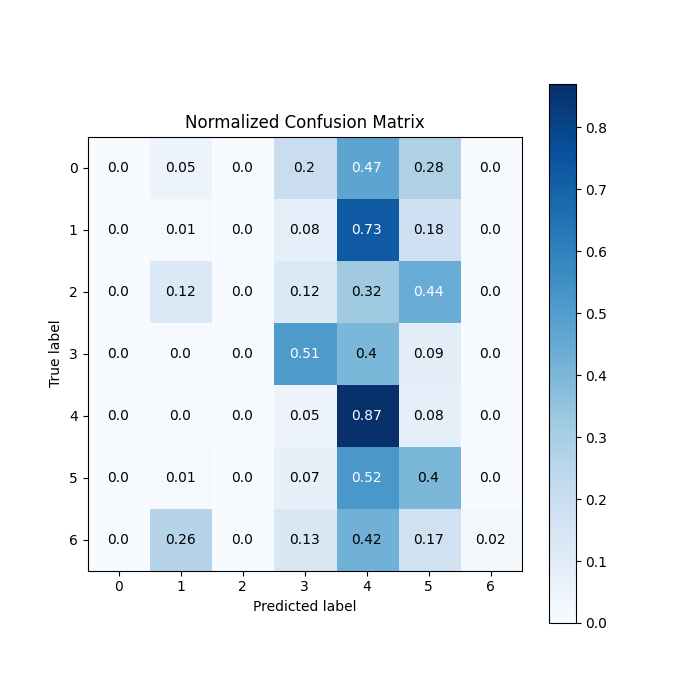 Normalized Confusion Matrix
True label
0 0.0 0.05 0.0 0.2 0.47 0.28 0.0
1 0.0 0.01 0.0 0.08 0.73 0.18 0.0
2 0.0 0.12 0.0 0.12 0.32 0.44 0.0
3 0.0 0.0 0.0 0.51 0.4 0.09 0.0
4 0.0 0.0 0.0 0.05 0.87 0.08 0.0
5 0.0 0.01 0.0 0.07 0.52 0.4 0.0
6 0.0 0.26 0.0 0.13 0.42 0.17 0.02
0 1 2 3 4 5 6
Predicted label
0.8
0.7
0.6
0.5
0.4
0.3
0.2
0.1
0.0